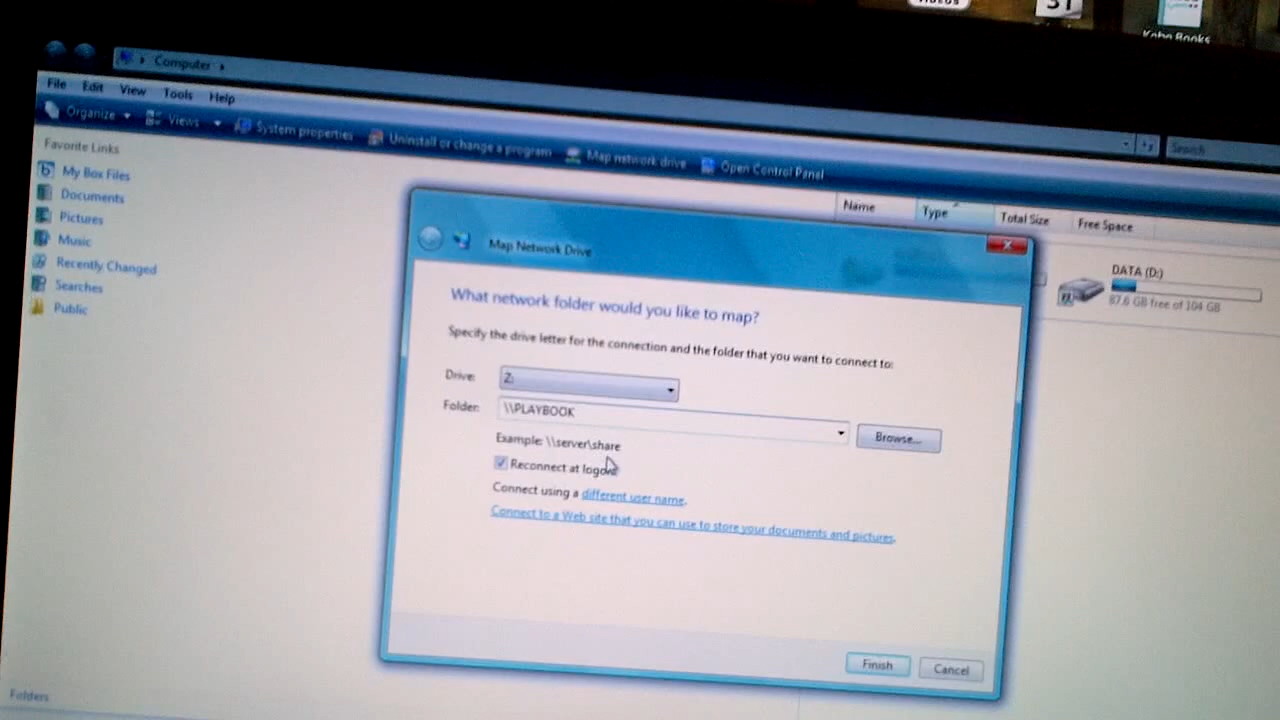 31
Kobo Books
Computer
File Edit View Tools Help
Organize Views System properties Uninstall or change a program Map network drive Open Control Panel
Search
Favorite Links
My Box Files
Documents
Pictures
Music
Recently Changed
Searches
Public
Folders
Name Type Total Size Free Space
DATA (D:)
87.6 GB free of 104 GB
Map Network Drive
What network folder would you like to map?
Specify the drive letter for the connection and the folder that you want to connect to:
Drive: Z:
Folder: \\PLAYBOOK
Browse...
Example: \\server\share
Reconnect at logon
Connect using a different user name.
Connect to a Web site that you can use to store your documents and pictures.
Finish Cancel